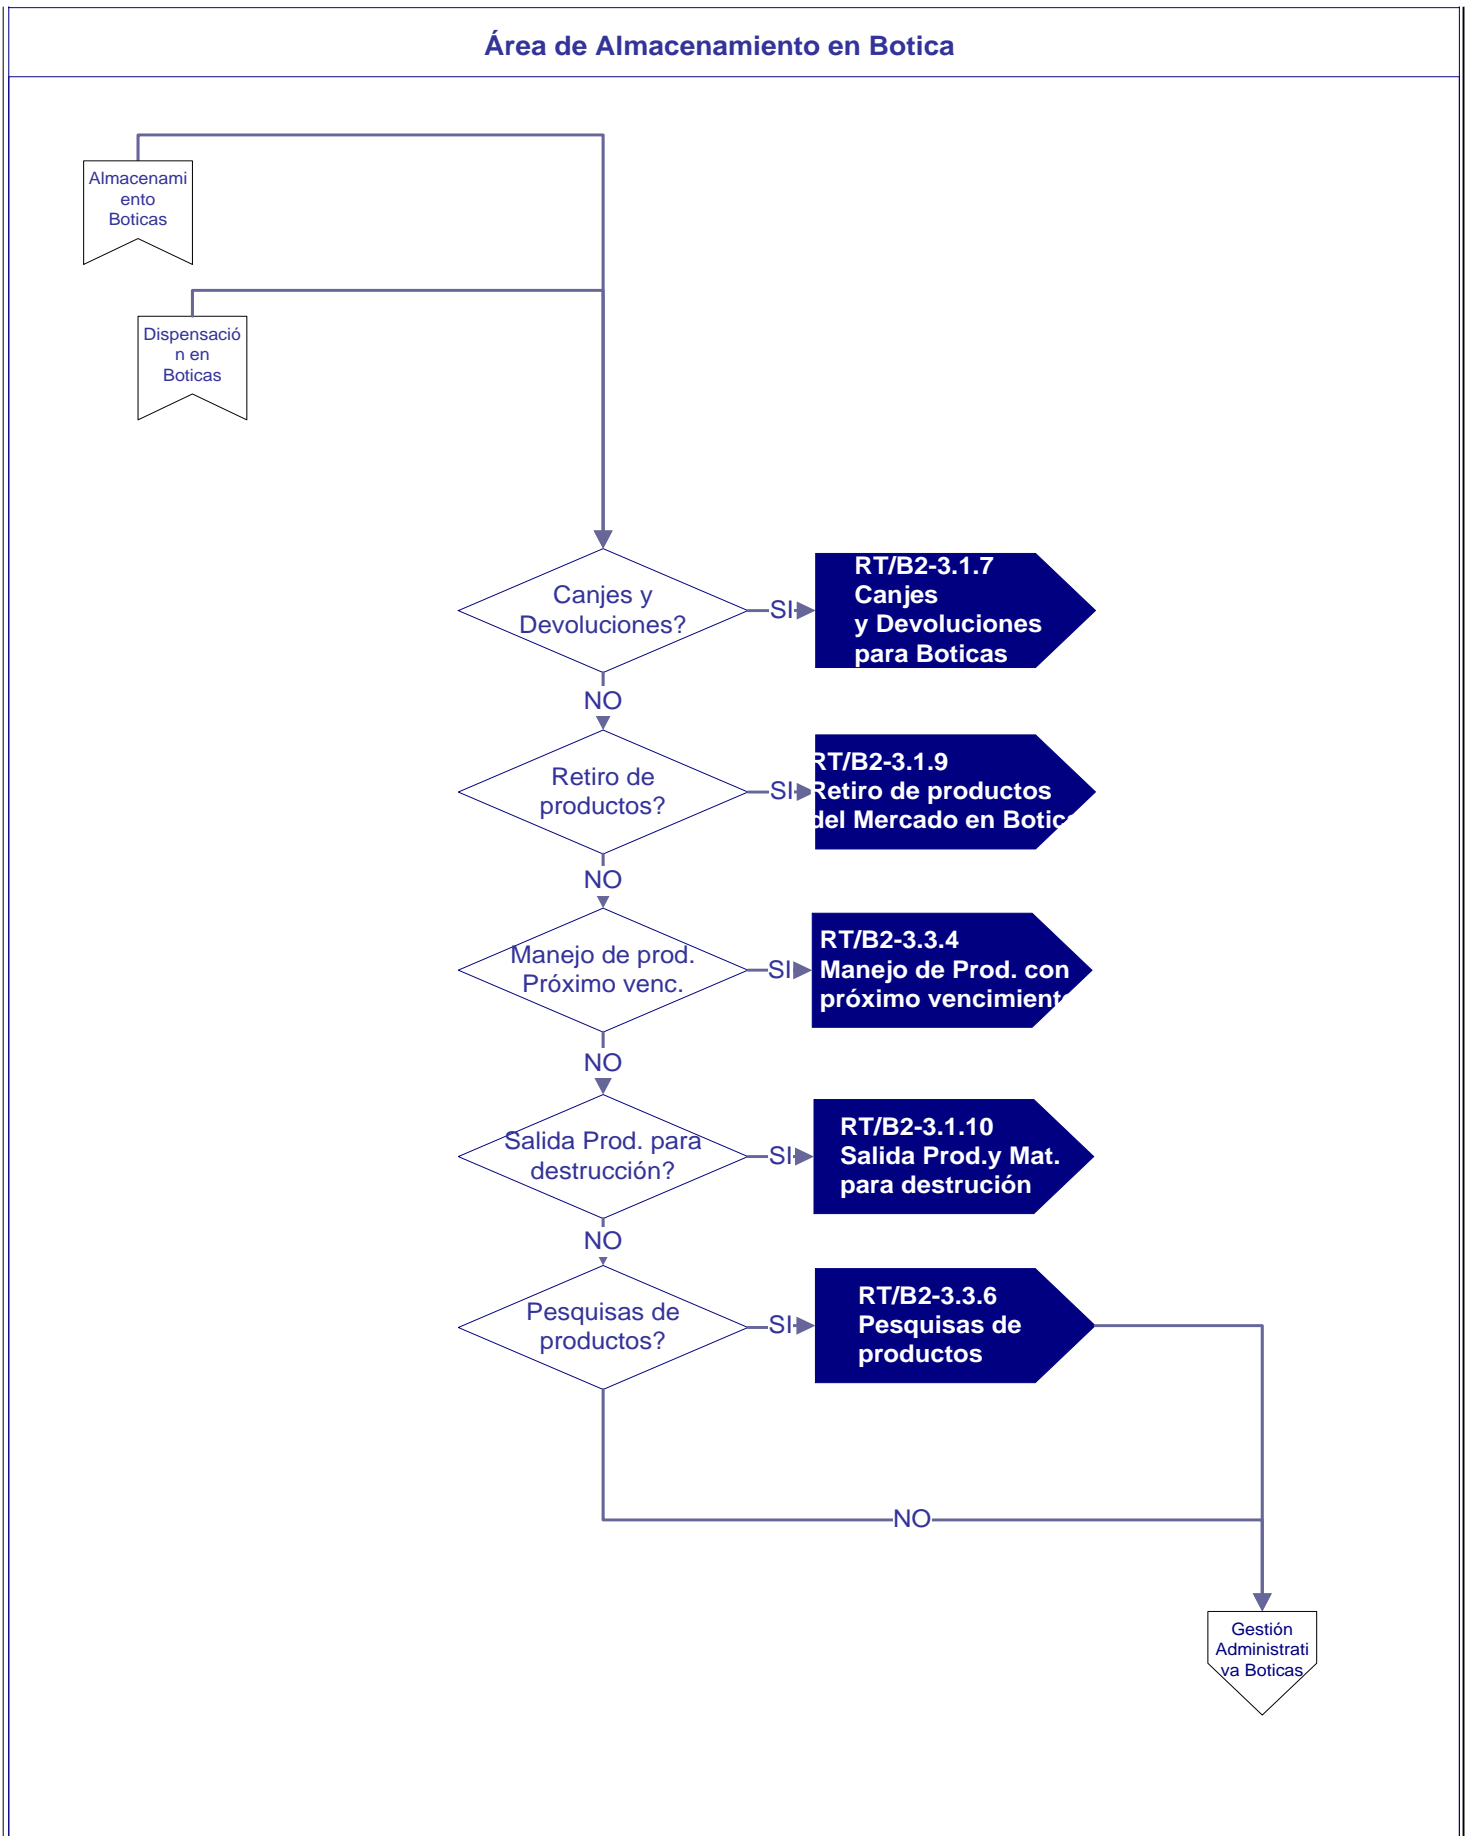 Área de Almacenamiento en Botica
Almacenami
ento
Boticas
Dispensació
n en
Boticas
Canjes y
Devoluciones?
SI
RT/B2-3.1.7
Canjes
y Devoluciones
para Boticas
NO
Retiro de
productos?
SI
RT/B2-3.1.9
Retiro de productos
del Mercado en Botica
NO
Manejo de prod.
Próximo venc.
SI
RT/B2-3.3.4
Manejo de Prod. con
próximo vencimiento
NO
Salida Prod. para
destrucción?
SI
RT/B2-3.1.10
Salida Prod.y Mat.
para destrución
NO
Pesquisas de
productos?
SI
RT/B2-3.3.6
Pesquisas de
productos
NO
Gestión
Administrati
va Boticas